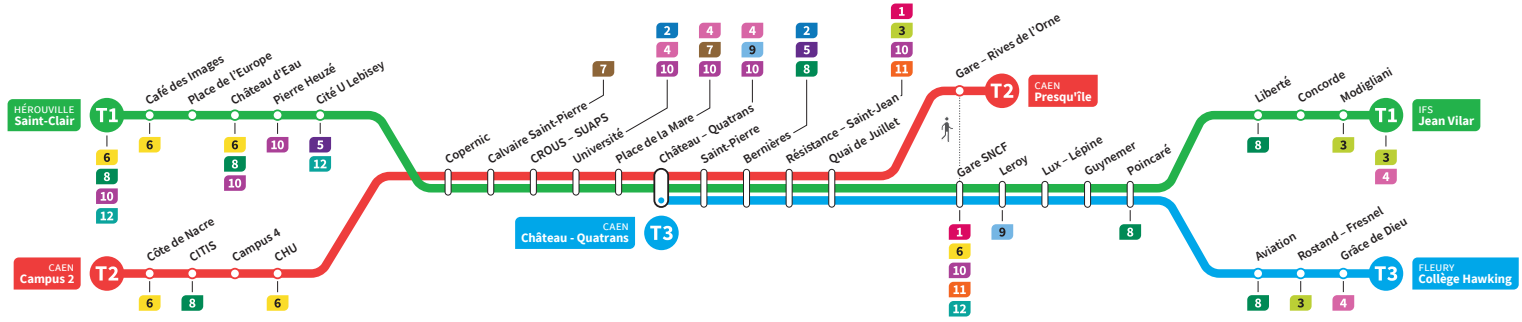 HÉROUVILLE
Saint-Clair
T1
6
8
10
12
Café des Images
6
Place de l'Europe
Château d'Eau
6
8
10
Pierre Heuzé
10
Cité U Lebisey
5
12
CAEN
Campus 2
T2
Côte de Nacre
6
CITIS
8
Campus 4
CHU
6
Copernic
Calvaire Saint-Pierre
7
CROUS – SUAPS
Université
2
4
10
Place de la Mare
4
7
10
Château – Quatrans
4
9
10
CAEN
Château - Quatrans
T3
Saint-Pierre
Bernières
2
5
8
Résistance – Saint-Jean
1
3
10
11
Quai de Juillet
Gare – Rives de l'Orne
T2
CAEN
Presqu'île
Gare SNCF
1
6
10
11
12
Leroy
9
Lux – Lépine
Guynemer
Poincaré
8
Liberté
8
Concorde
Modigliani
3
T1
3
4
IFS
Jean Vilar
Aviation
8
Rostand – Fresnel
3
Grâce de Dieu
4
T3
FLEURY
Collège Hawking